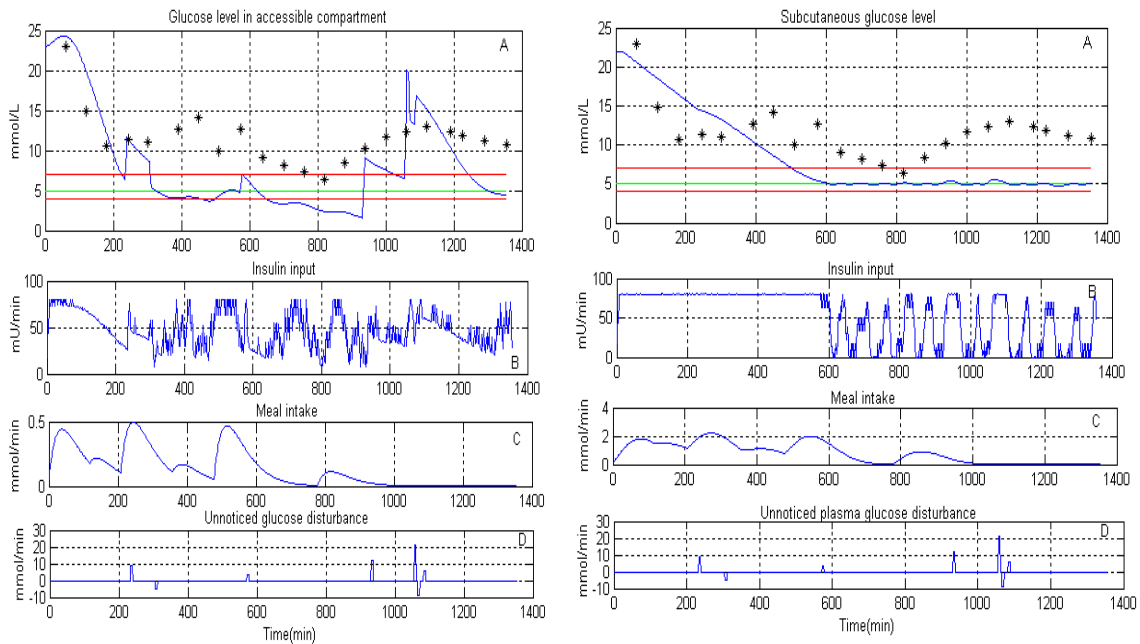 Glucose level in accessible compartment
A
mmol/L
25
20
15
10
5
0
0 200 400 600 800 1000 1200 1400
Insulin input
B
mU/min
100
50
0
0 200 400 600 800 1000 1200 1400
Meal intake
C
mmol/min
0.5
0
0 200 400 600 800 1000 1200 1400
Unnoticed glucose disturbance
D
mmol/min
30
20
10
0
-10
0 200 400 600 800 1000 1200 1400
Time(min)
Subcutaneous glucose level
A
mmol/L
25
20
15
10
5
0
0 200 400 600 800 1000 1200 1400
Insulin input
B
mU/min
100
50
0
0 200 400 600 800 1000 1200 1400
Meal intake
C
mmol/min
4
2
0
0 200 400 600 800 1000 1200 1400
Unnoticed plasma glucose disturbance
D
mmol/min
30
20
10
0
-10
0 200 400 600 800 1000 1200 1400
Time(min)